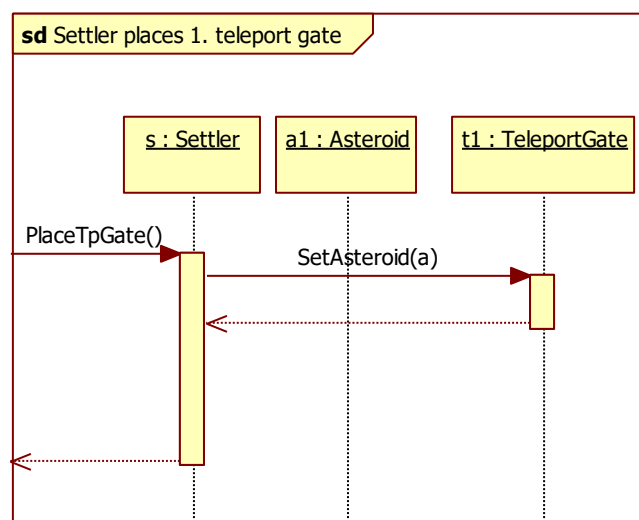 sd Settler places 1. teleport gate
s : Settler
a1 : Asteroid
t1 : TeleportGate
PlaceTpGate()
SetAsteroid(a)